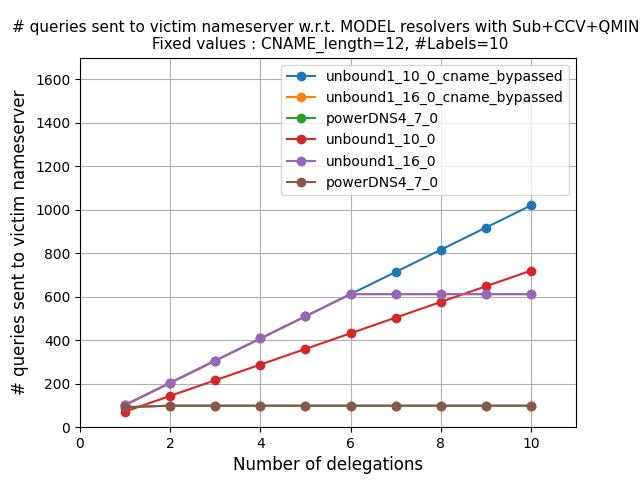 # queries sent to victim nameserver w.r.t. MODEL resolvers with Sub+CCV+QMIN
Fixed values : CNAME_length=12, #Labels=10
# queries sent to victim nameserver
1600
1400
1200
1000
800
600
400
200
0
unbound1_10_0_cname_bypassed
unbound1_16_0_cname_bypassed
powerDNS4_7_0
unbound1_10_0
unbound1_16_0
powerDNS4_7_0
0 2 4 6 8 10
Number of delegations